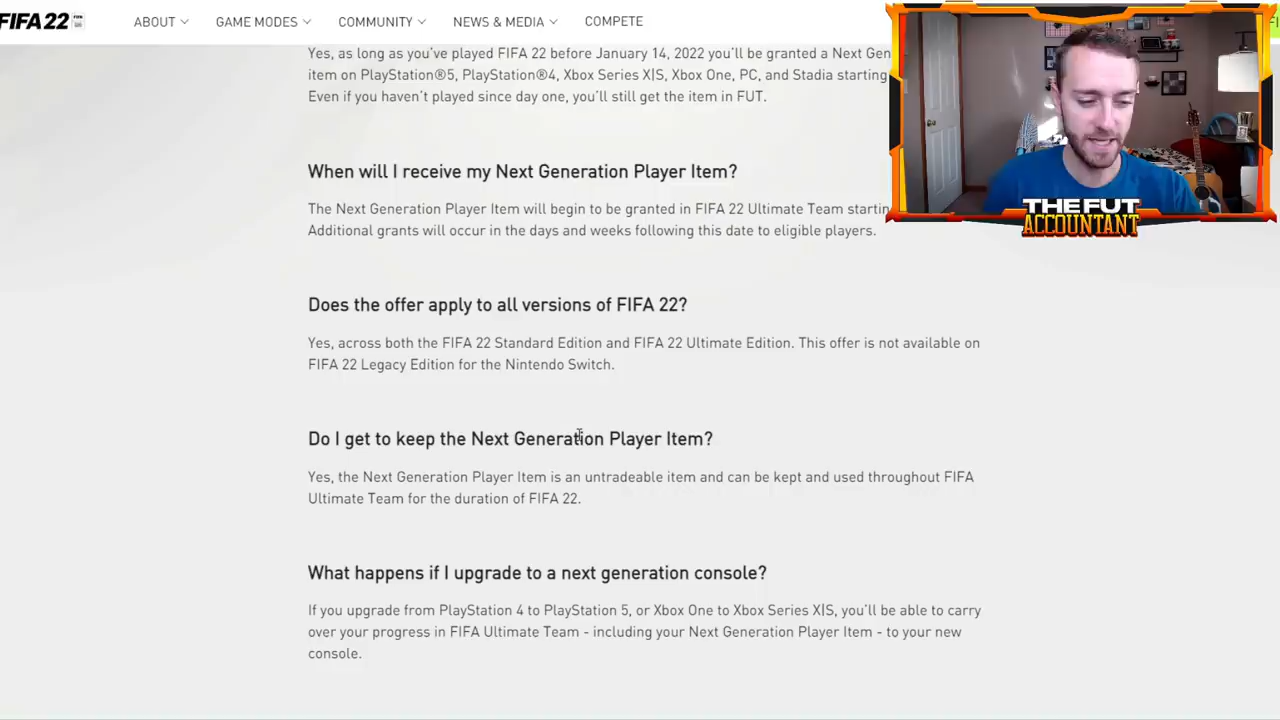 FIFA 22
ABOUT GAME MODES COMMUNITY NEWS & MEDIA COMPETE
Yes, as long as you've played FIFA 22 before January 14, 2022 you'll be granted a Next Gen
item on PlayStation®5, PlayStation®4, Xbox Series X|S, Xbox One, PC, and Stadia starting
Even if you haven't played since day one, you'll still get the item in FUT.
THE FUT
ACCOUNTANT
When will I receive my Next Generation Player Item?
The Next Generation Player Item will begin to be granted in FIFA 22 Ultimate Team startin
Additional grants will occur in the days and weeks following this date to eligible players.
Does the offer apply to all versions of FIFA 22?
Yes, across both the FIFA 22 Standard Edition and FIFA 22 Ultimate Edition. This offer is not available on
FIFA 22 Legacy Edition for the Nintendo Switch.
Do I get to keep the Next Generation Player Item?
Yes, the Next Generation Player Item is an untradeable item and can be kept and used throughout FIFA
Ultimate Team for the duration of FIFA 22.
What happens if I upgrade to a next generation console?
If you upgrade from PlayStation 4 to PlayStation 5, or Xbox One to Xbox Series X|S, you'll be able to carry
over your progress in FIFA Ultimate Team - including your Next Generation Player Item - to your new
console.